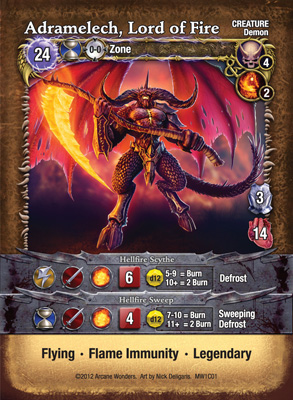 Adramelech, Lord of Fire
CREATURE
Demon
24
0-0 Zone
4
2
3
14
Hellfire Scythe
6
d12
5-9 = Burn
10+ = 2 Burn
Defrost
Hellfire Sweep
4
d12
7-10 = Burn
11+ = 2 Burn
Sweeping
Defrost
Flying · Flame Immunity · Legendary
©2012 Arcane Wonders. Art by Nick Deligaris. MW1C01